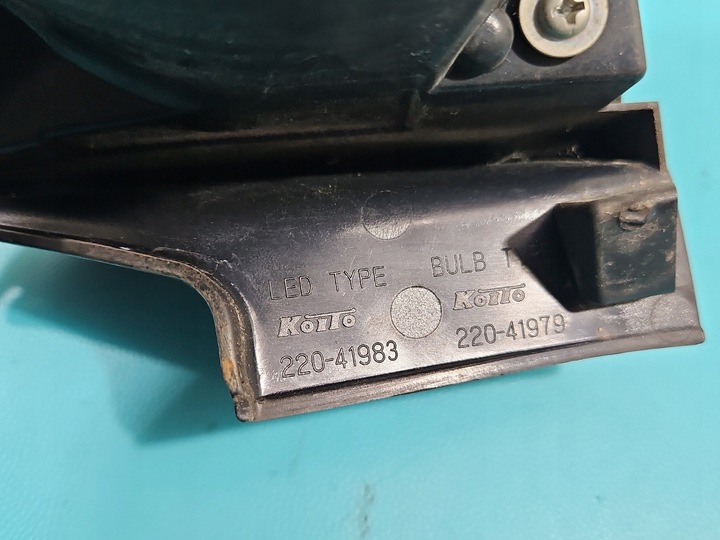 LED TYPE BULB T
KOITO KOITO
220-41983 220-41979